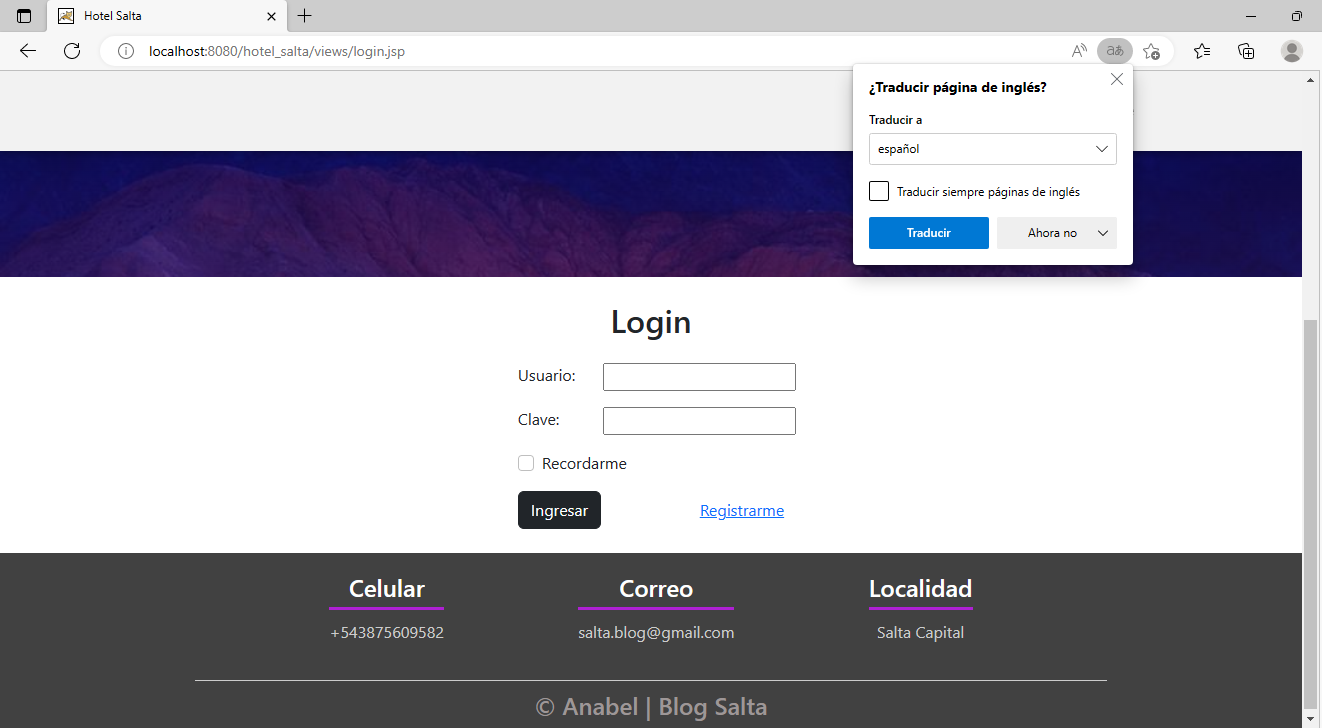 Hotel Salta
localhost:8080/hotel_salta/views/login.jsp
¿Traducir página de inglés?
Traducir a
español
Traducir siempre páginas de inglés
Traducir
Ahora no
Login
Usuario:
Clave:
Recordarme
Ingresar
Registrarme
Celular
Correo
Localidad
+543875609582
salta.blog@gmail.com
Salta Capital
© Anabel | Blog Salta